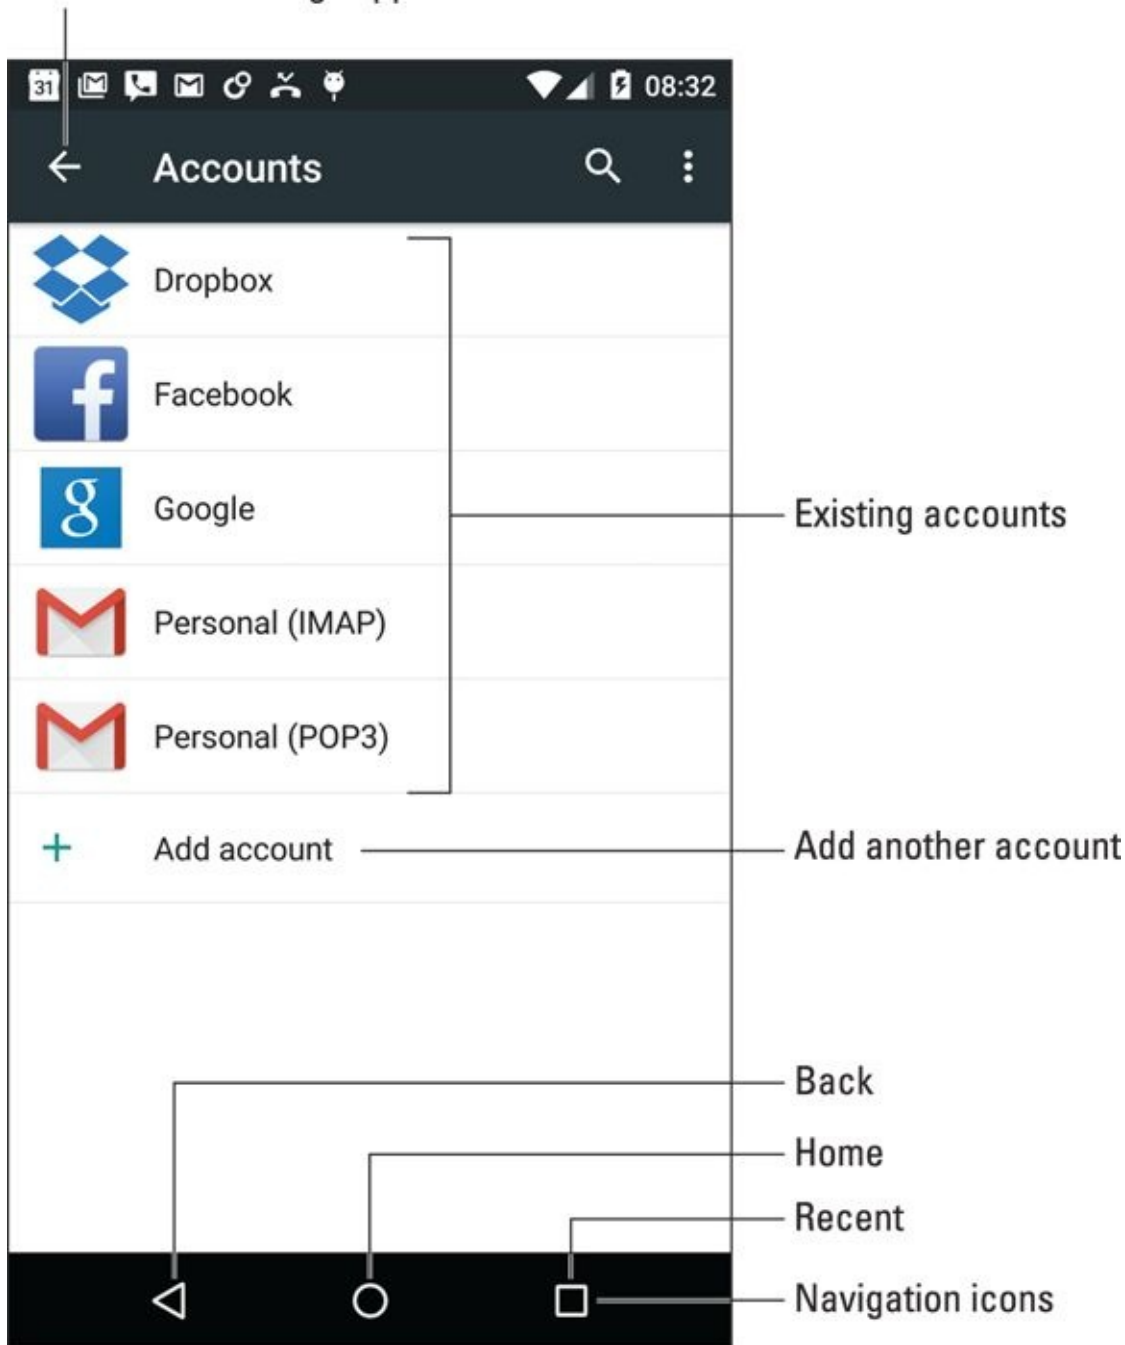 31 08:32
Accounts
Dropbox
f Facebook
g Google
Existing accounts
Personal (IMAP)
Personal (POP3)
+ Add account
Add another account
Back
Home
Recent
Navigation icons